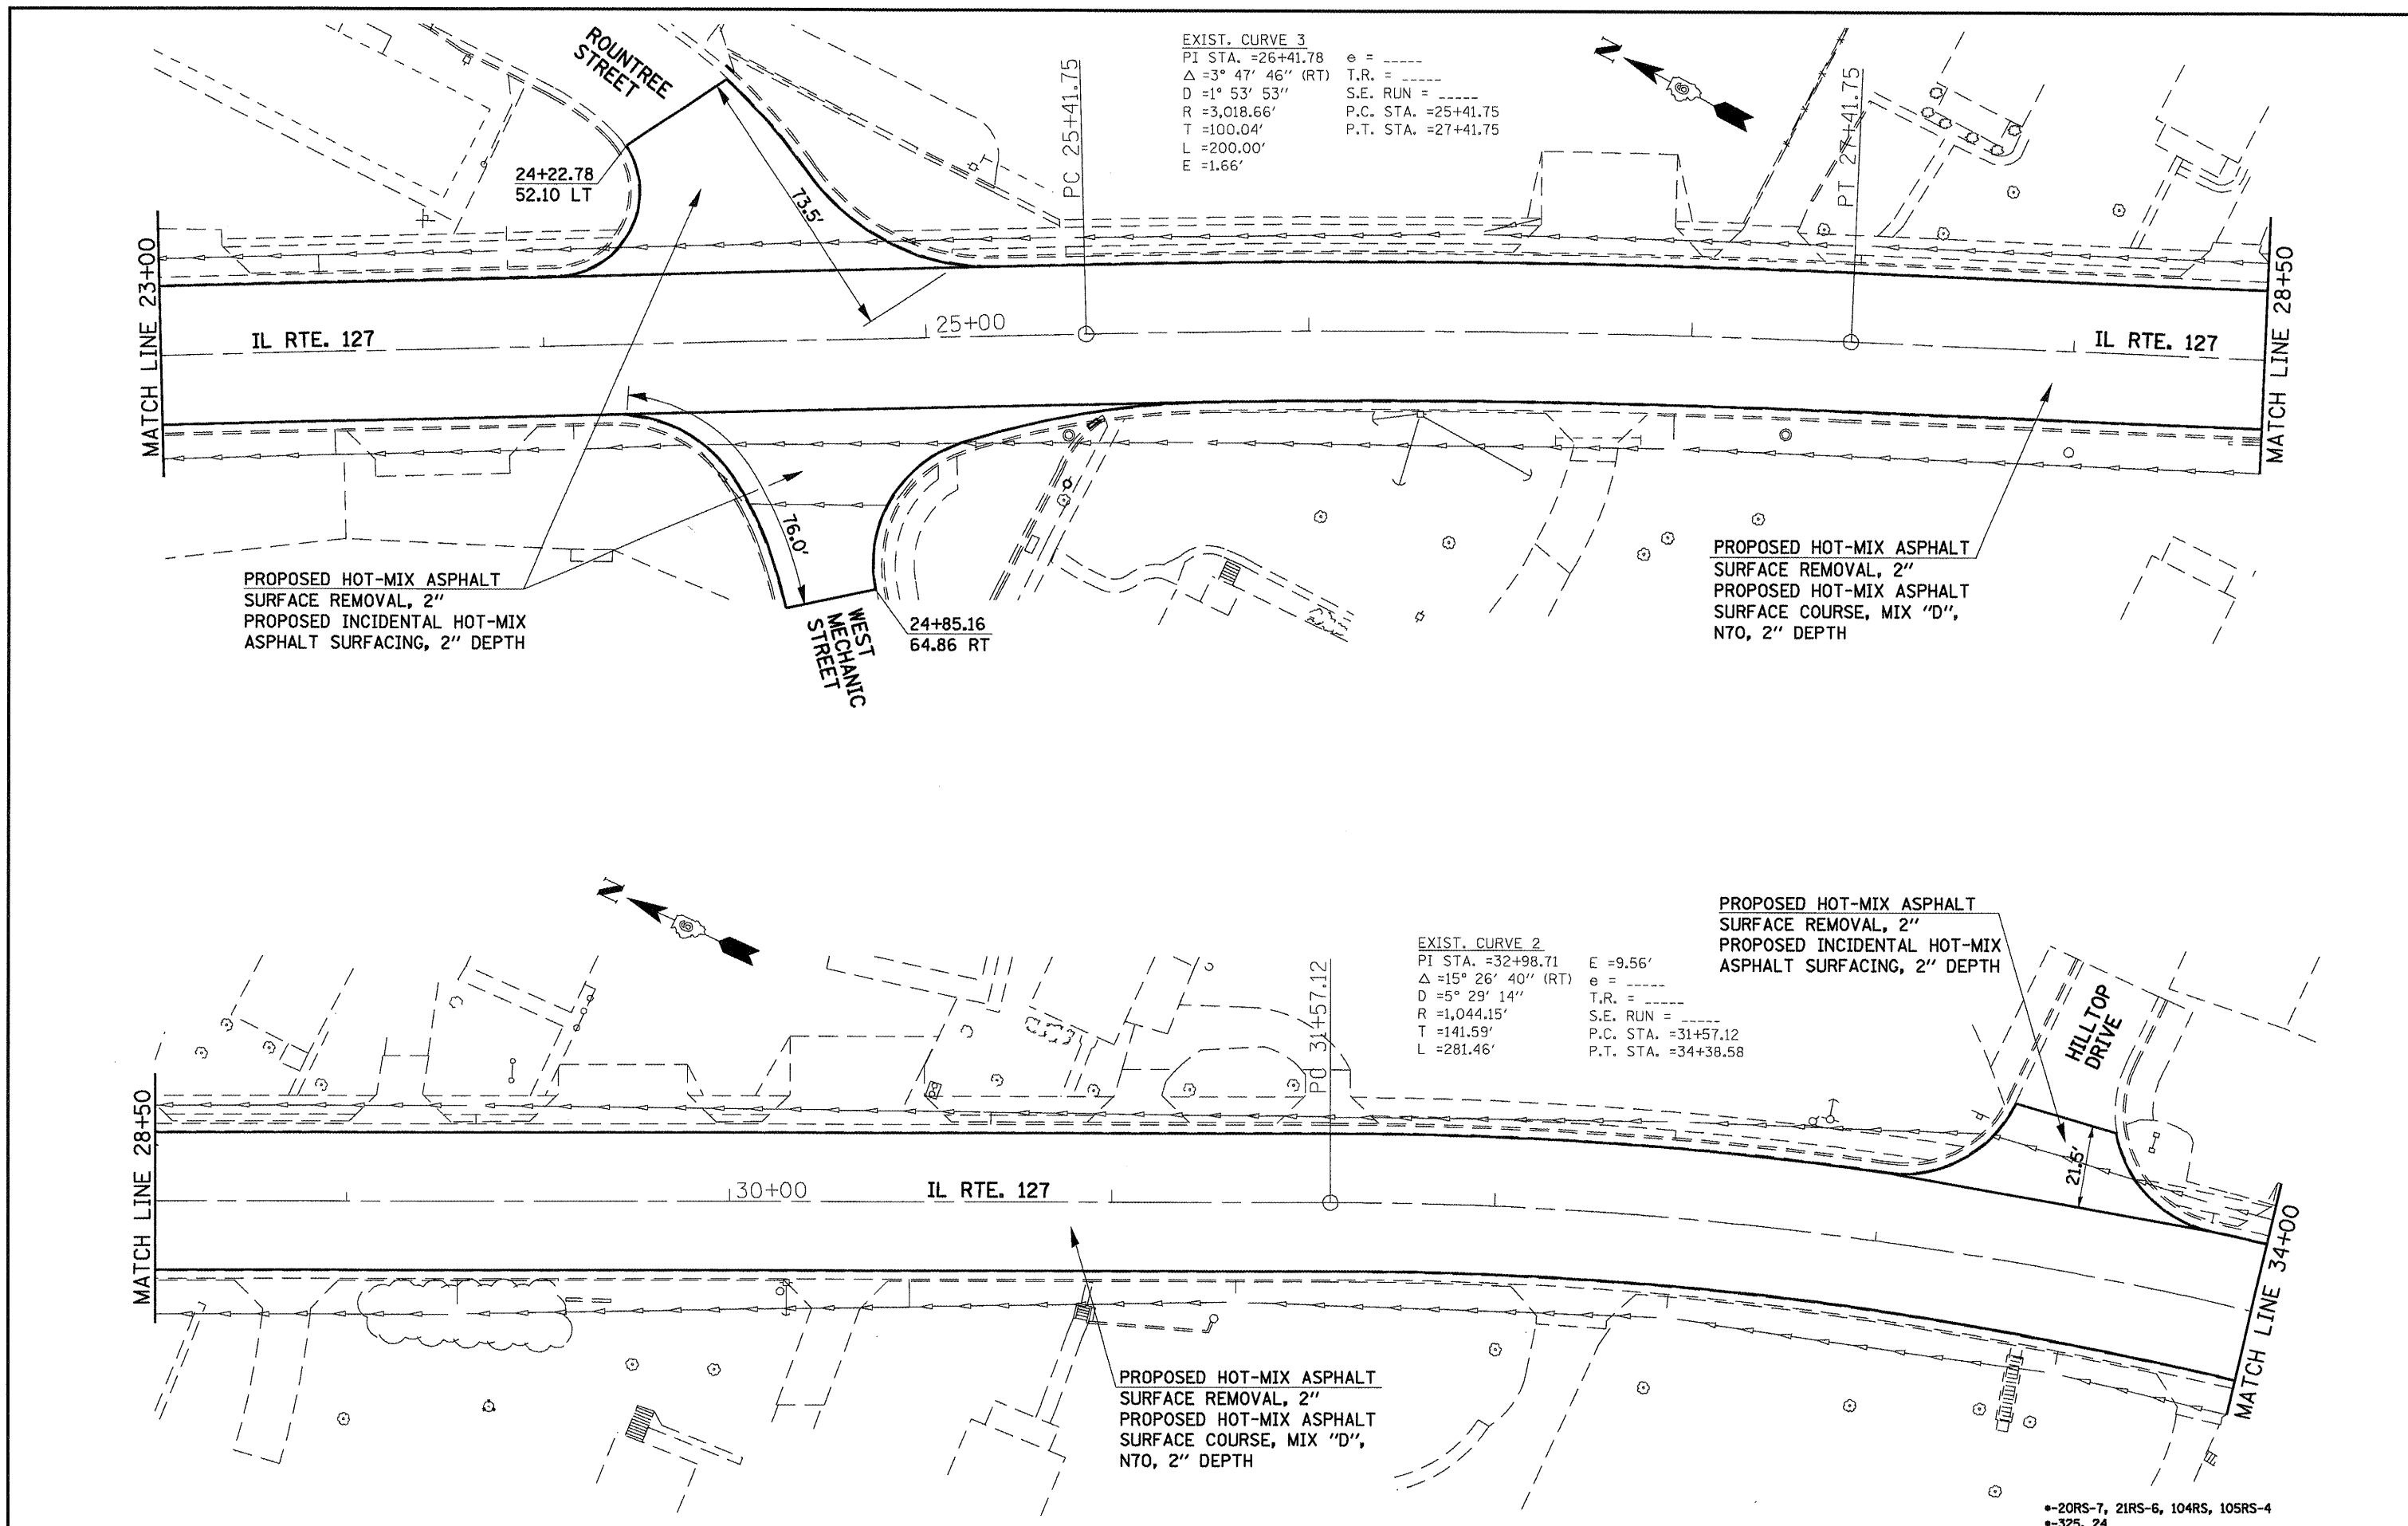 ROUNTREE
STREET
24+22.78
52.10 LT
73.5'
EXIST. CURVE 3
PI STA. =26+41.78
Δ =3° 47' 46" (RT)
D =1° 53' 53"
R =3,018.66'
T =100.04'
L =200.00'
E =1.66'
e = _____
T.R. = _____
S.E. RUN = _____
P.C. STA. =25+41.75
P.T. STA. =27+41.75
PC 25+41.75
N
PT 27+41.75
MATCH LINE 23+00
IL RTE. 127
25+00
IL RTE. 127
MATCH LINE 28+50
76.0'
PROPOSED HOT-MIX ASPHALT
SURFACE REMOVAL, 2"
PROPOSED INCIDENTAL HOT-MIX
ASPHALT SURFACING, 2" DEPTH
WEST
MECHANIC
STREET
24+85.16
64.86 RT
PROPOSED HOT-MIX ASPHALT
SURFACE REMOVAL, 2"
PROPOSED HOT-MIX ASPHALT
SURFACE COURSE, MIX "D",
N70, 2" DEPTH
N
EXIST. CURVE 2
PI STA. =32+98.71
Δ =15° 26' 40" (RT)
D =5° 29' 14"
R =1,044.15'
T =141.59'
L =281.46'
E =9.56'
e = _____
T.R. = _____
S.E. RUN = _____
P.C. STA. =31+57.12
P.T. STA. =34+38.58
PC 31+57.12
PROPOSED HOT-MIX ASPHALT
SURFACE REMOVAL, 2"
PROPOSED INCIDENTAL HOT-MIX
ASPHALT SURFACING, 2" DEPTH
HILLTOP
DRIVE
21.5'
MATCH LINE 28+50
30+00
IL RTE. 127
MATCH LINE 34+00
PROPOSED HOT-MIX ASPHALT
SURFACE REMOVAL, 2"
PROPOSED HOT-MIX ASPHALT
SURFACE COURSE, MIX "D",
N70, 2" DEPTH
•-20RS-7, 21RS-6, 104RS, 105RS-4
•-325, 24